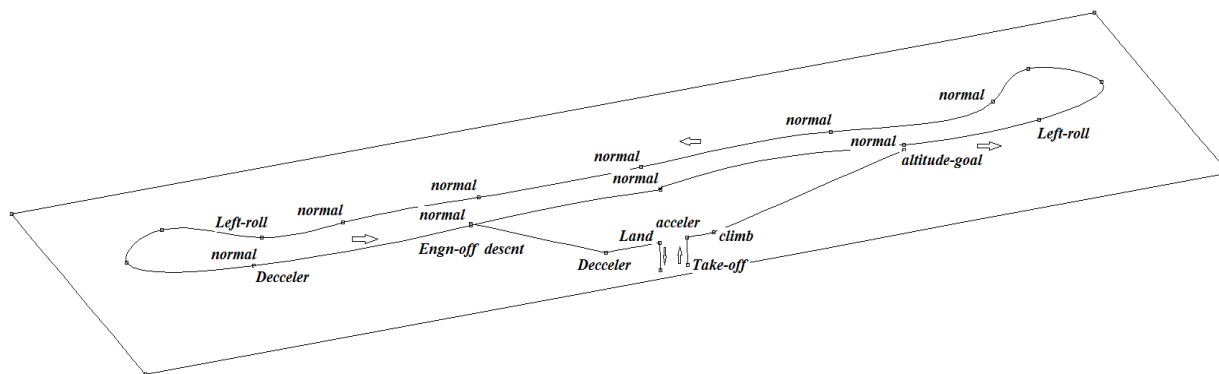 normal
normal
normal
Left-roll
altitude-goal
normal
normal
normal
Left-roll
normal
normal
acceler
Land
climb
Engn-off descnt
normal
Decceler
Take-off
Decceler